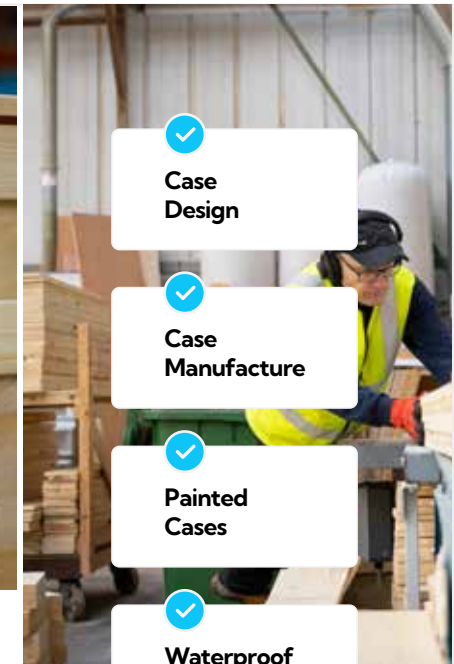 Case
Design
Case
Manufacture
Painted
Cases
Waterproof